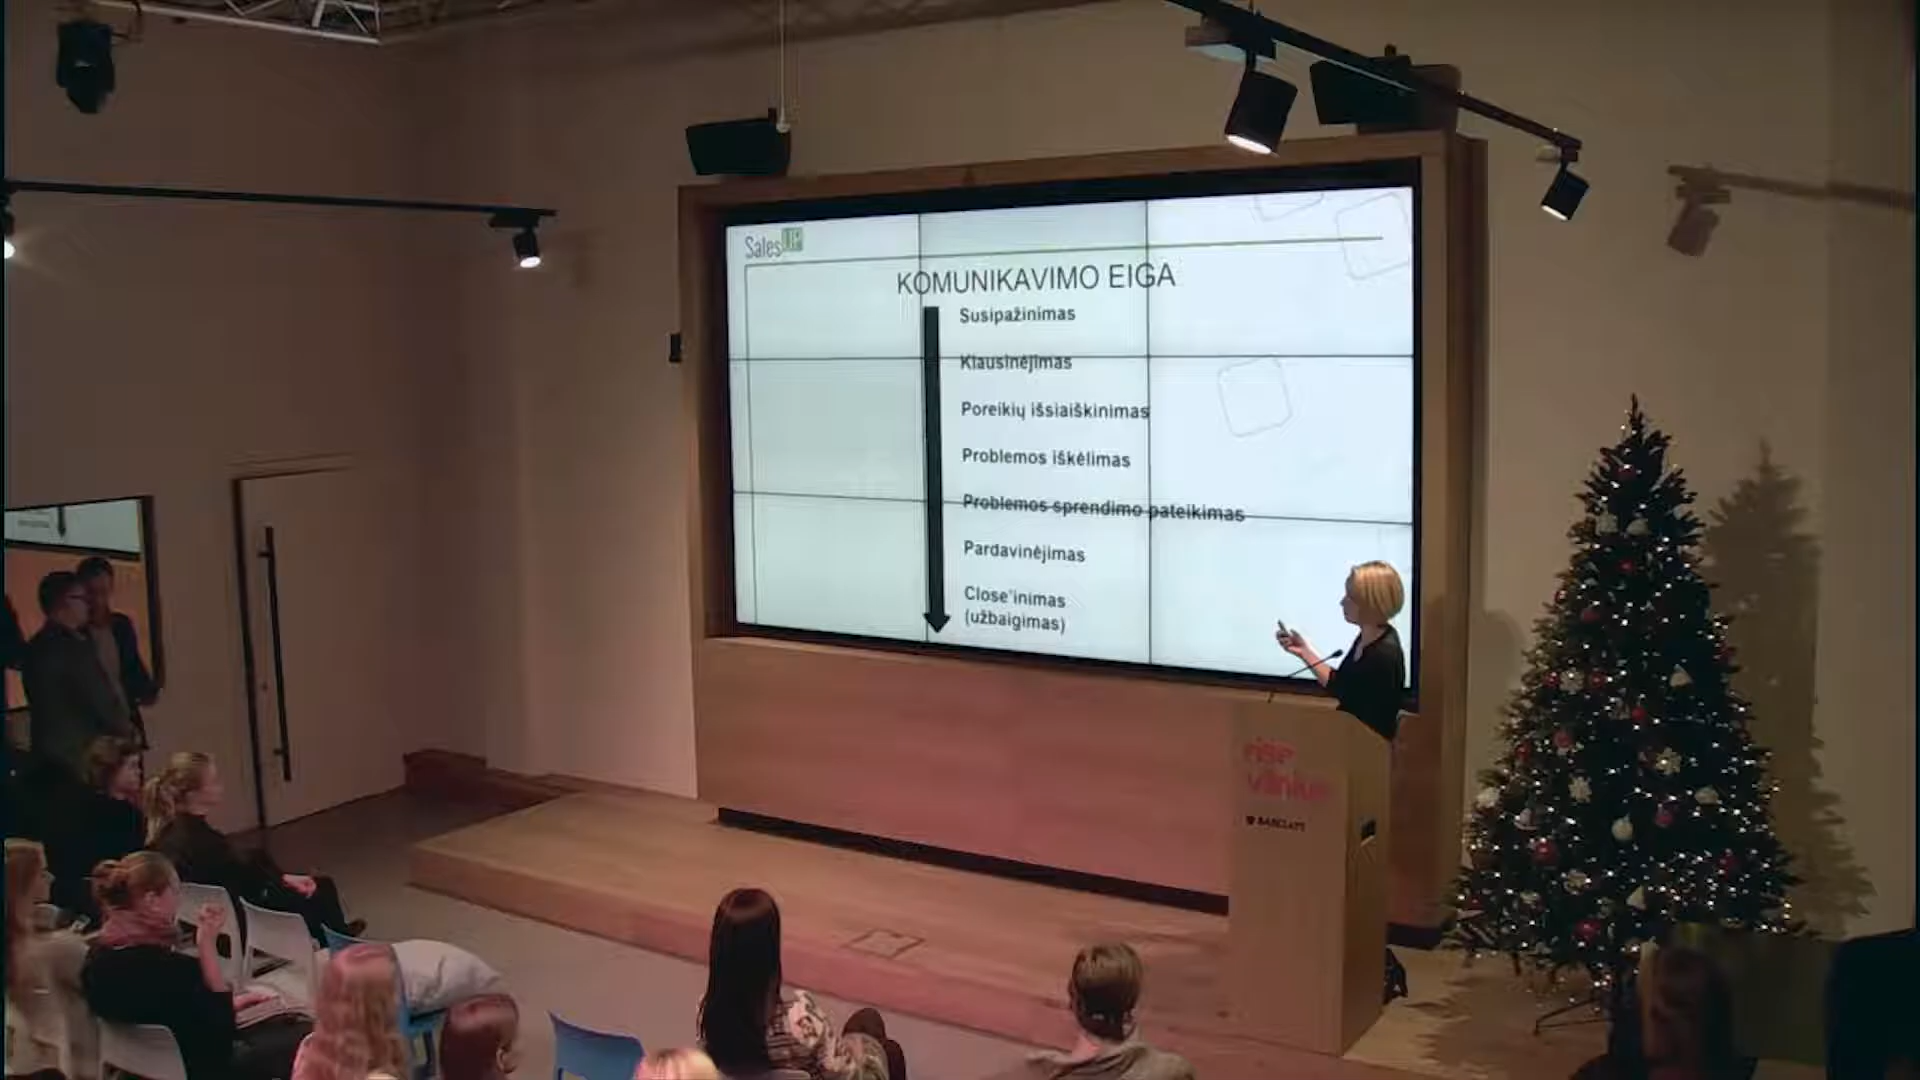 SalesUP
KOMUNIKAVIMO EIGA
Susipažinimas
Klausinėjimas
Poreikių išsiaiškinimas
Problemos iškėlimas
Problemos sprendimo pateikimas
Pardavinėjimas
Close'inimas
(užbaigimas)
rise
vilnius
BARCLAYS